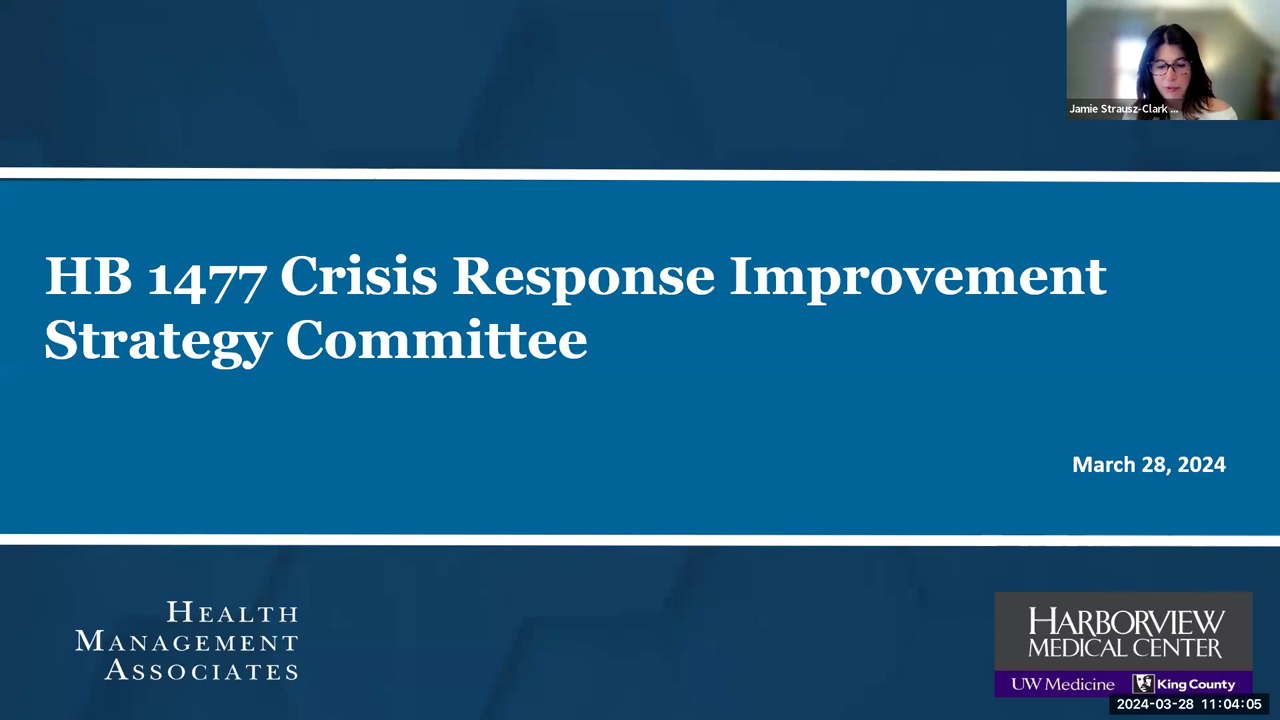 Jamie Strausz-Clark ...
HB 1477 Crisis Response Improvement
Strategy Committee
March 28, 2024
HEALTH
MANAGEMENT
ASSOCIATES
HARBORVIEW
MEDICAL CENTER
UW Medicine
King County
2024-03-28 11:04:05